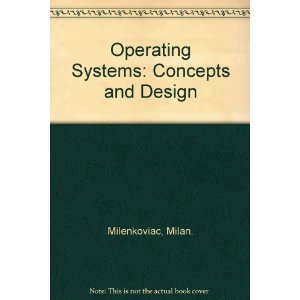 Operating
Systems: Concepts
and Design
Milenkoviac, Milan.
Note: This is not the actual book cover